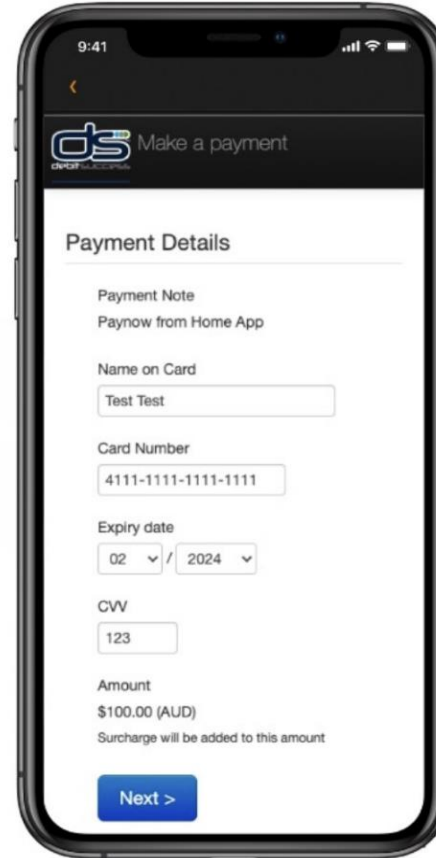 9:41
<
ds Make a payment
debitsuccess
Payment Details
Payment Note
Paynow from Home App
Name on Card
Test Test
Card Number
4111-1111-1111-1111
Expiry date
02 / 2024
CVV
123
Amount
$100.00 (AUD)
Surcharge will be added to this amount
Next >